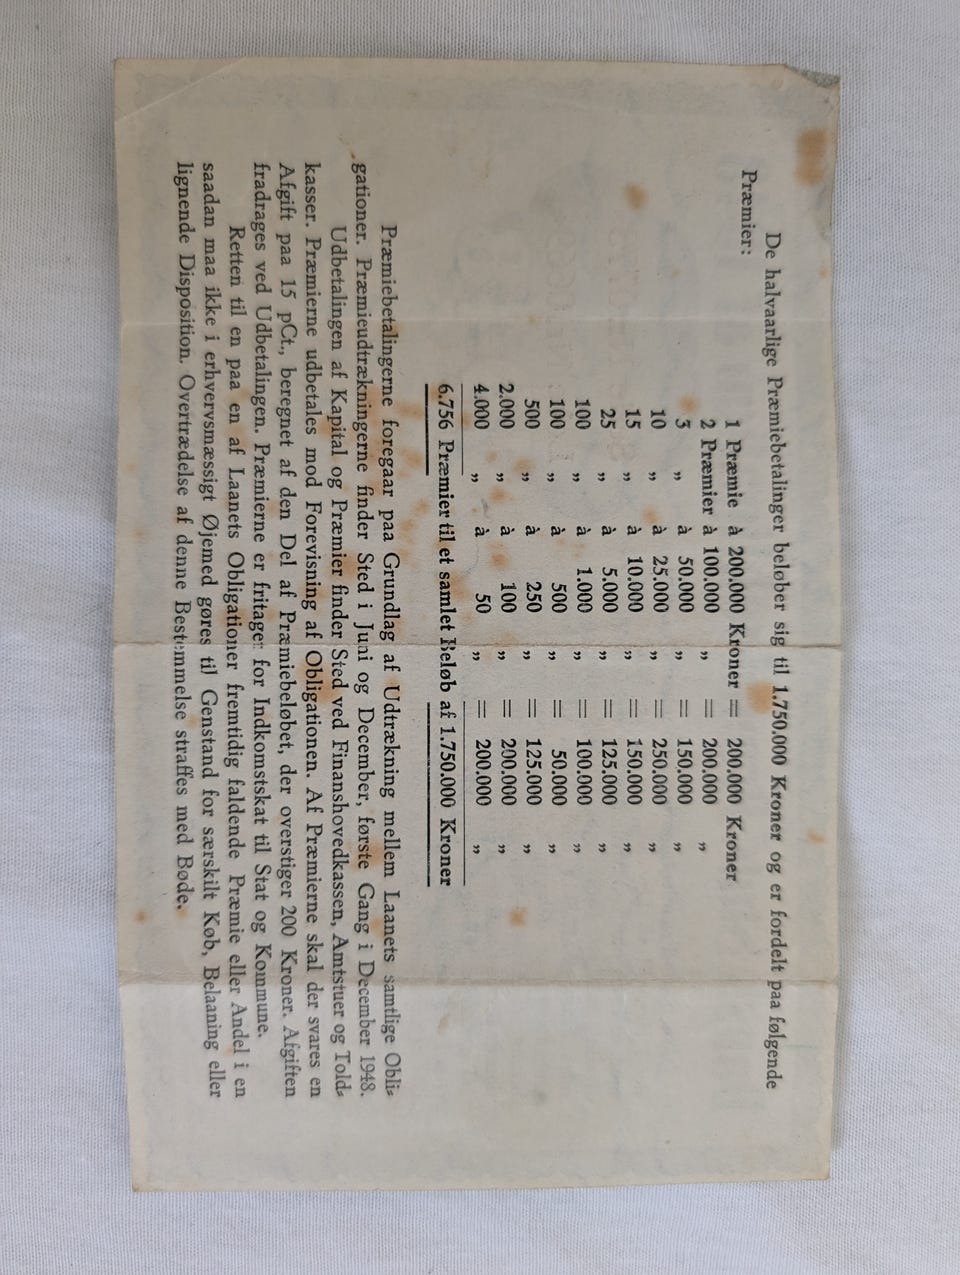 De halvaarlige Præmiebetalinger beløber sig til 1.750.000 Kroner og er fordelt paa følgende
Præmier:
1 Præmie à 200.000 Kroner = 200.000 Kroner
2 Præmier à 100.000 „ = 200.000 „
3 „ à 50.000 „ = 150.000 „
10 „ à 25.000 „ = 250.000 „
15 „ à 10.000 „ = 150.000 „
25 „ à 5.000 „ = 125.000 „
100 „ à 1.000 „ = 100.000 „
100 „ à 500 „ = 50.000 „
500 „ à 250 „ = 125.000 „
2.000 „ à 100 „ = 200.000 „
4.000 „ à 50 „ = 200.000 „
6.756 Præmier til et samlet Beløb af 1.750.000 Kroner
Præmiebetalingerne foregaar paa Grundlag af Udtrækning mellem Laanets samtlige Obli-
gationer. Præmieudtrækningerne finder Sted i Juni og December, første Gang i December 1948.
Udbetalingen af Kapital og Præmier finder Sted ved Finanshovedkassen, Amtstuer og Told-
kasser. Præmierne udbetales mod Forevisning af Obligationen. Af Præmierne skal der svares en
Afgift paa 15 pCt., beregnet af den Del af Præmiebeløbet, der overstiger 200 Kroner. Afgiften
fradrages ved Udbetalingen. Præmierne er fritaget for Indkomstskat til Stat og Kommune.
Retten til en paa en af Laanets Obligationer fremtidig faldende Præmie eller Andel i en
saadan maa ikke i erhvervsmæssigt Øjemed gøres til Genstand for særskilt Køb, Belaaning eller
lignende Disposition. Overtrædelse af denne Bestemmelse straffes med Bøde.